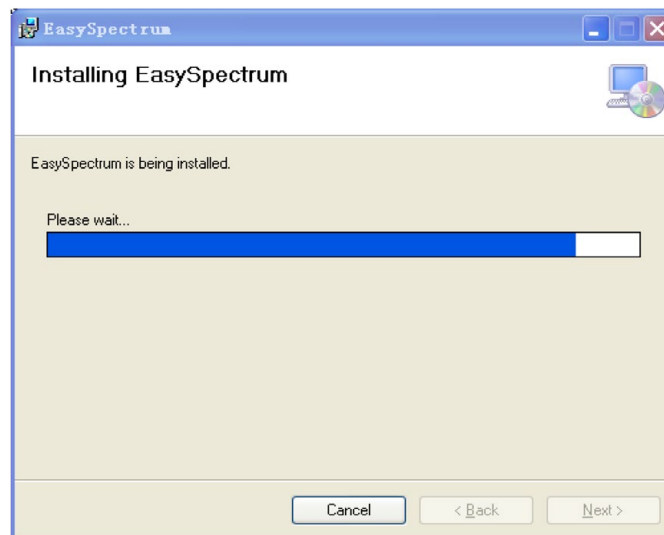 EasySpectrum
Installing EasySpectrum
EasySpectrum is being installed.
Please wait...
Cancel
< Back
Next >